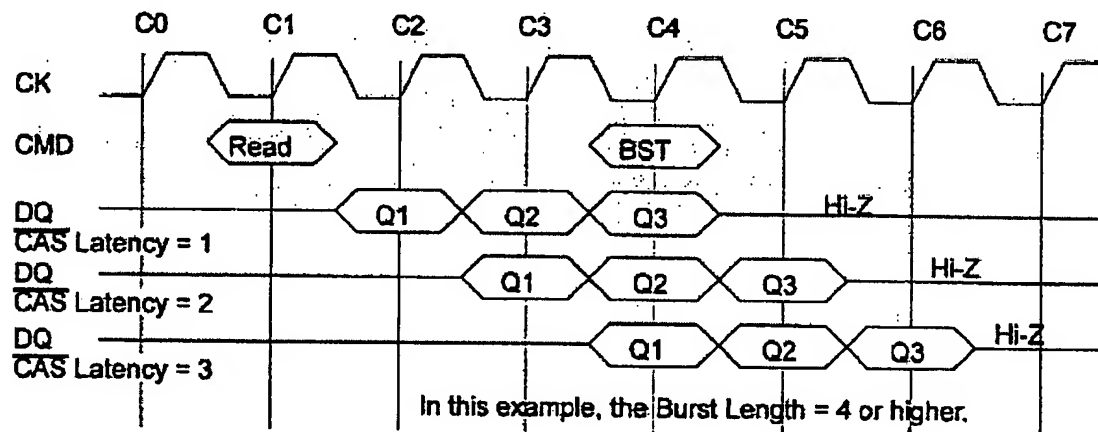 C0 C1 C2 C3 C4 C5 C6 C7
CK
CMD Read BST
DQ Q1 Q2 Q3 Hi-Z
CAS Latency = 1
DQ Q1 Q2 Q3 Hi-Z
CAS Latency = 2
DQ Q1 Q2 Q3 Hi-Z
CAS Latency = 3
In this example, the Burst Length = 4 or higher.